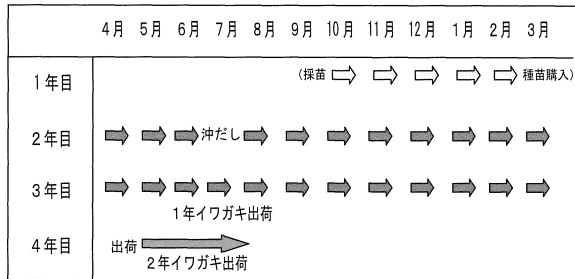 4月 5月 6月 7月 8月 9月 10月 11月 12月 1月 2月 3月
1年目 (採苗 種苗購入)
2年目 沖だし
3年目
1年イワガキ出荷
4年目 出荷
2年イワガキ出荷